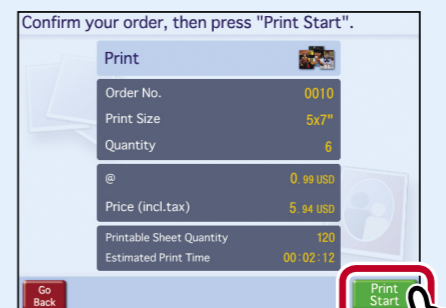 Confirm your order, then press "Print Start".
Print
Order No. 0010
Print Size 5x7"
Quantity 6
@ 0.99 USD
Price (incl.tax) 5.94 USD
Printable Sheet Quantity 120
Estimated Print Time 00:02:12
Go
Back
Print
Start